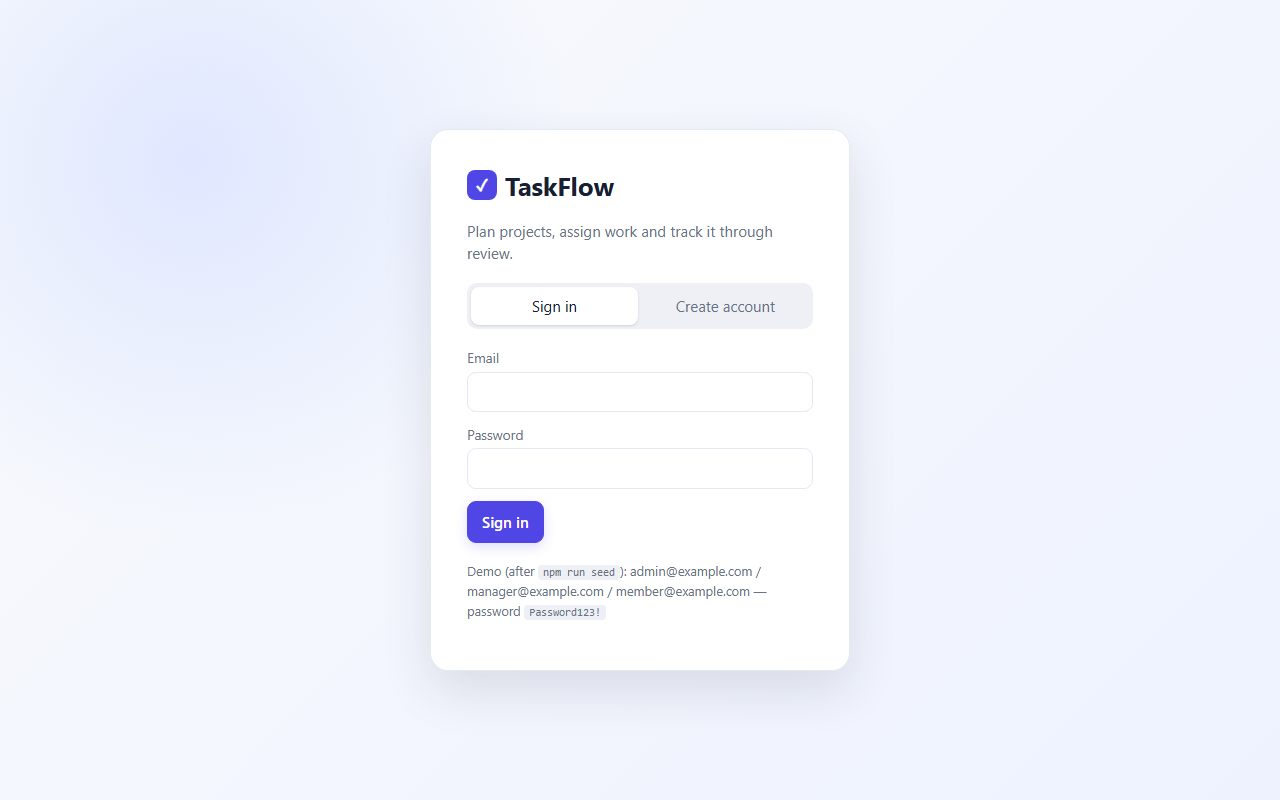 TaskFlow
Plan projects, assign work and track it through
review.
Sign in
Create account
Email
Password
Sign in
Demo (after npm run seed): admin@example.com /
manager@example.com / member@example.com —
password Password123!